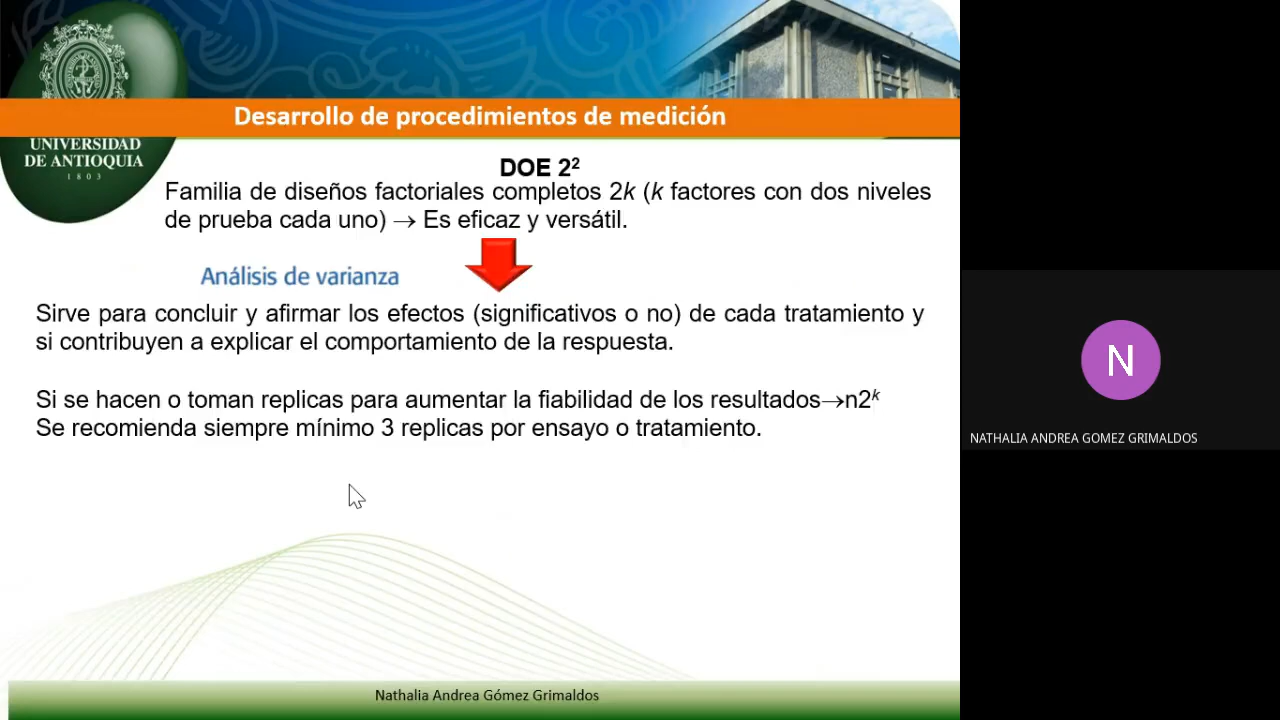 Desarrollo de procedimientos de medición
UNIVERSIDAD
DE ANTIOQUIA
1803
DOE 2²
Familia de diseños factoriales completos 2k (k factores con dos niveles
de prueba cada uno) → Es eficaz y versátil.
Análisis de varianza
Sirve para concluir y afirmar los efectos (significativos o no) de cada tratamiento y
si contribuyen a explicar el comportamiento de la respuesta.
Si se hacen o toman replicas para aumentar la fiabilidad de los resultados→n2ᵏ
Se recomienda siempre mínimo 3 replicas por ensayo o tratamiento.
Nathalia Andrea Gómez Grimaldos
N
NATHALIA ANDREA GOMEZ GRIMALDOS